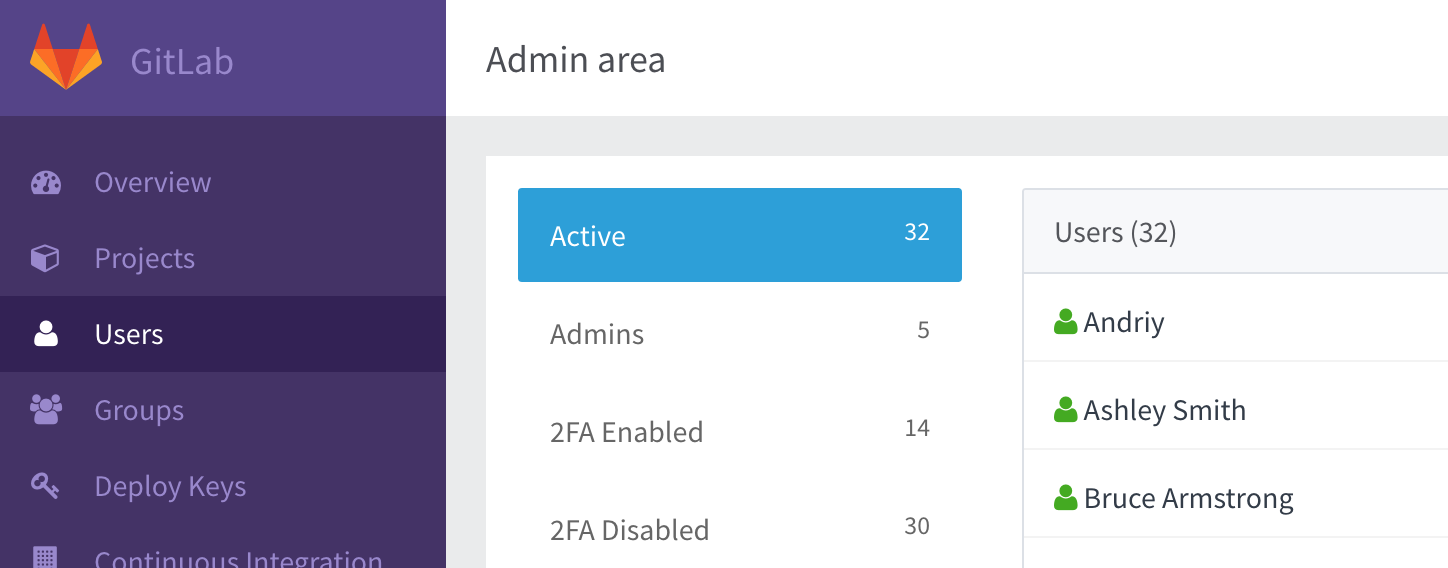 GitLab
Admin area
Overview
Projects
Users
Groups
Deploy Keys
Continuous Integration
Active 32
Admins 5
2FA Enabled 14
2FA Disabled 30
Users (32)
Andriy
Ashley Smith
Bruce Armstrong